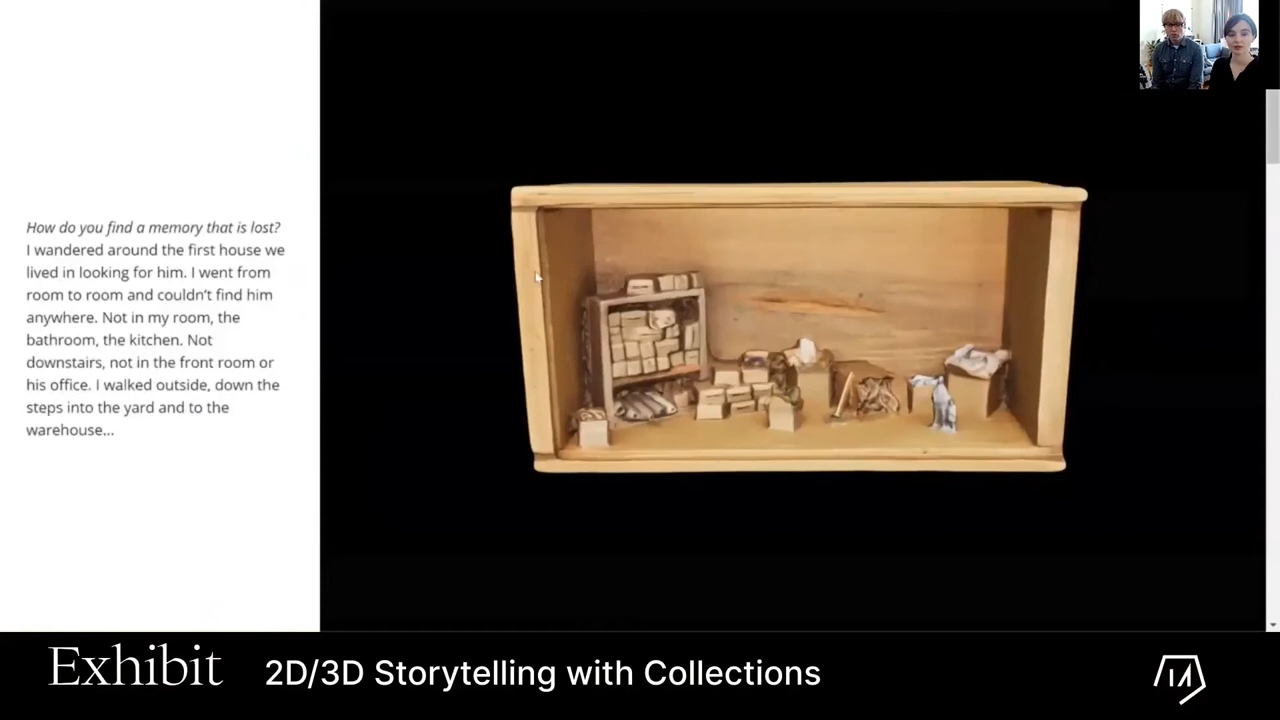 How do you find a memory that is lost?
I wandered around the first house we
lived in looking for him. I went from
room to room and couldn't find him
anywhere. Not in my room, the
bathroom, the kitchen. Not
downstairs, not in the front room or
his office. I walked outside, down the
steps into the yard and to the
warehouse...
Exhibit
2D/3D Storytelling with Collections